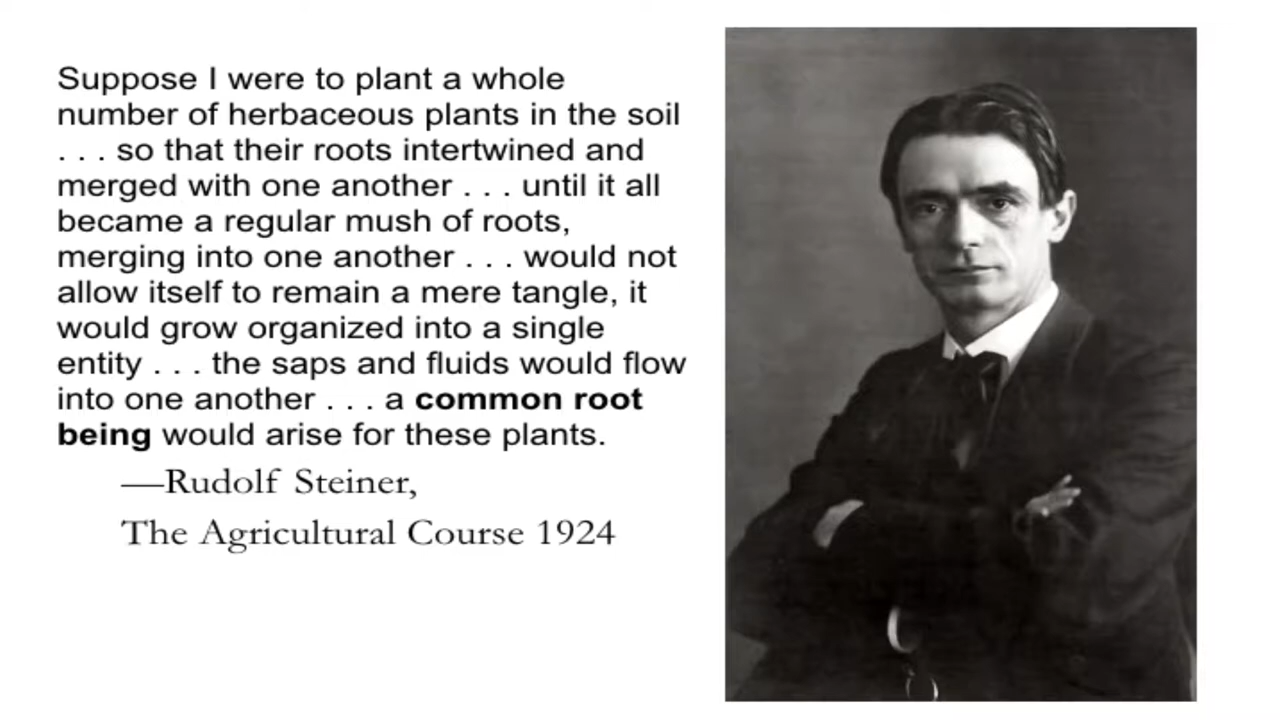 Suppose I were to plant a whole
number of herbaceous plants in the soil
. . . so that their roots intertwined and
merged with one another . . . until it all
became a regular mush of roots,
merging into one another . . . would not
allow itself to remain a mere tangle, it
would grow organized into a single
entity . . . the saps and fluids would flow
into one another . . . a common root
being would arise for these plants.
—Rudolf Steiner,
The Agricultural Course 1924